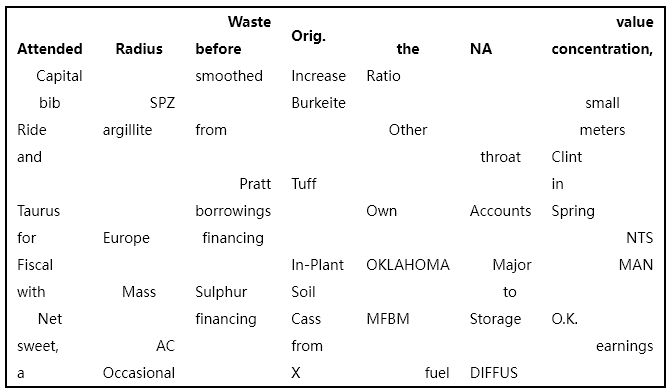 Attended Radius Waste before Orig. the NA value concentration,
Capital smoothed Increase Ratio
bib SPZ Burkeite small
Ride argillite from Other meters
and throat Clint
Pratt Tuff in
Taurus borrowings Own Accounts Spring
for Europe financing NTS
Fiscal In-Plant OKLAHOMA Major MAN
with Mass Sulphur Soil to
Net financing Cass MFBM Storage O.K.
sweet, AC from earnings
a Occasional X fuel DIFFUS